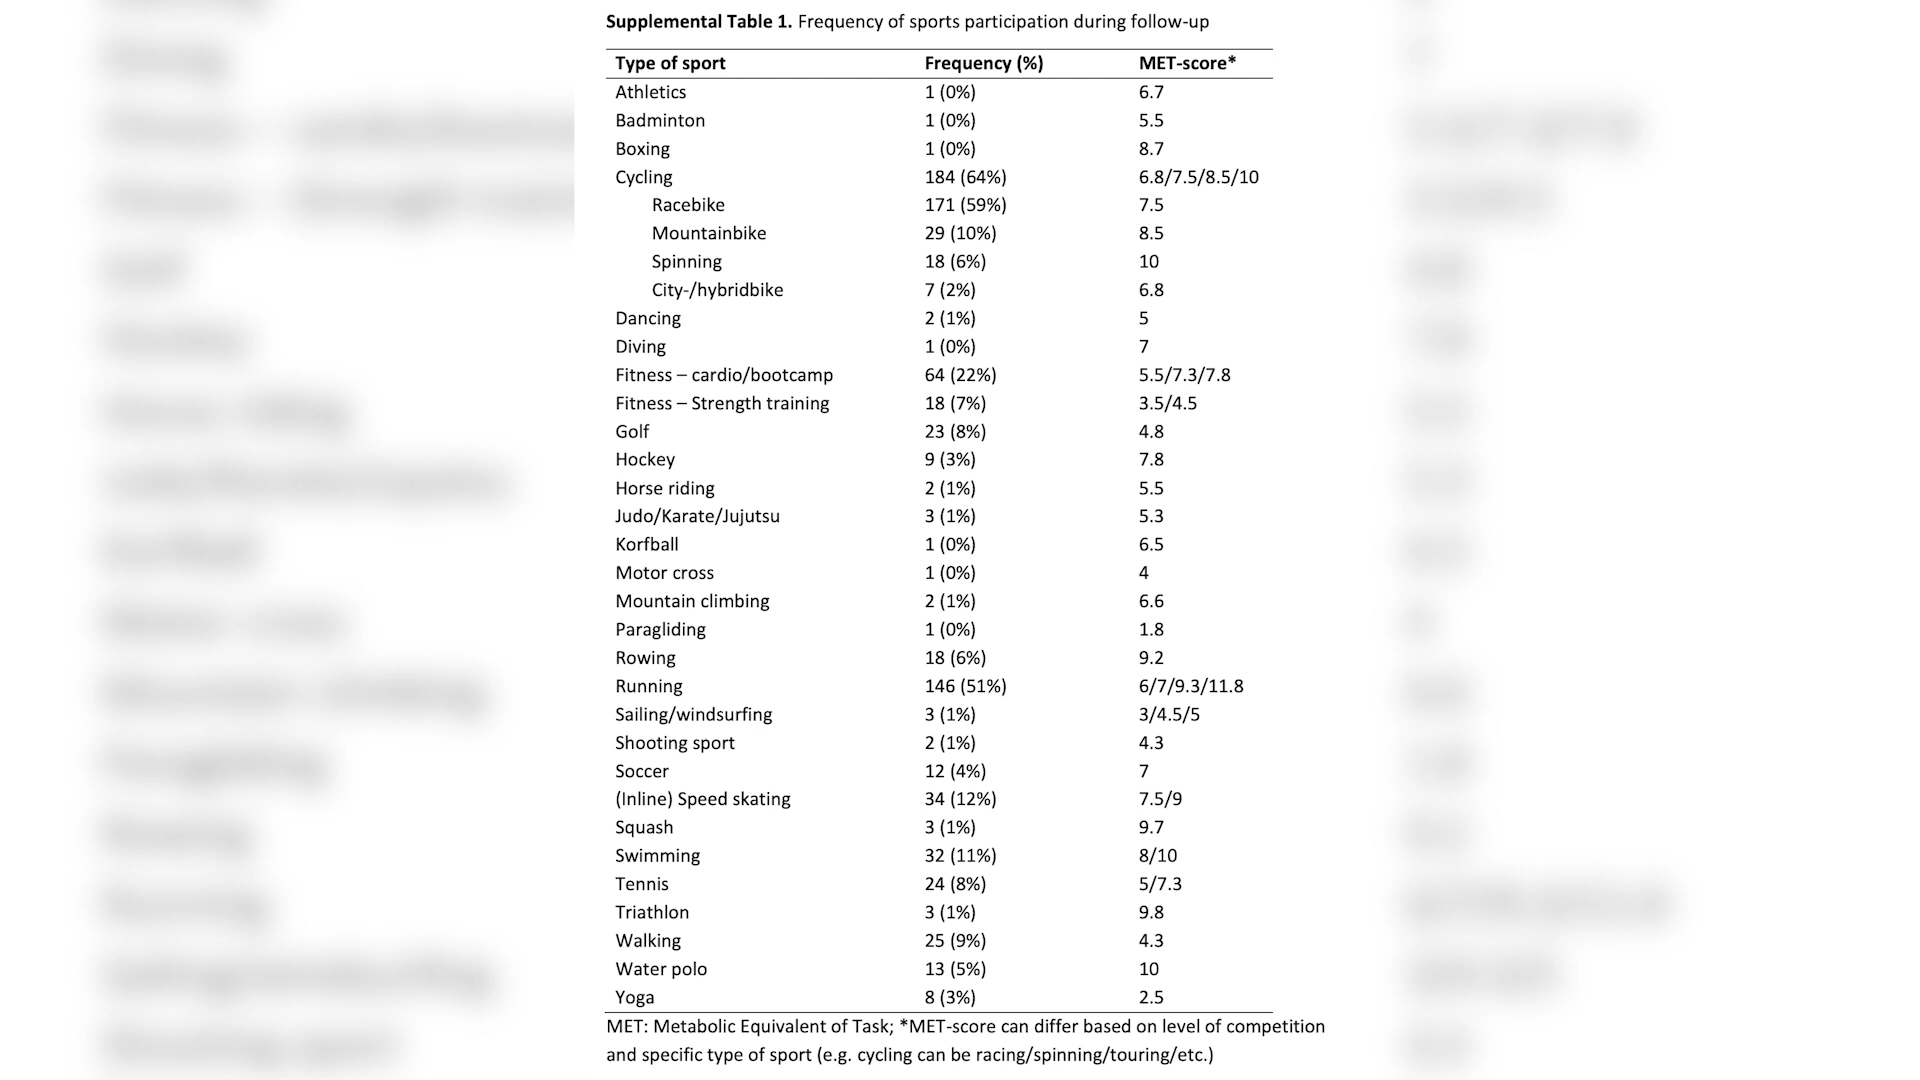 Supplemental Table 1. Frequency of sports participation during follow-up
Type of sport Frequency (%) MET-score*
Athletics 1 (0%) 6.7
Badminton 1 (0%) 5.5
Boxing 1 (0%) 8.7
Cycling 184 (64%) 6.8/7.5/8.5/10
Racebike 171 (59%) 7.5
Mountainbike 29 (10%) 8.5
Spinning 18 (6%) 10
City-/hybridbike 7 (2%) 6.8
Dancing 2 (1%) 5
Diving 1 (0%) 7
Fitness – cardio/bootcamp 64 (22%) 5.5/7.3/7.8
Fitness – Strength training 18 (7%) 3.5/4.5
Golf 23 (8%) 4.8
Hockey 9 (3%) 7.8
Horse riding 2 (1%) 5.5
Judo/Karate/Jujutsu 3 (1%) 5.3
Korfball 1 (0%) 6.5
Motor cross 1 (0%) 4
Mountain climbing 2 (1%) 6.6
Paragliding 1 (0%) 1.8
Rowing 18 (6%) 9.2
Running 146 (51%) 6/7/9.3/11.8
Sailing/windsurfing 3 (1%) 3/4.5/5
Shooting sport 2 (1%) 4.3
Soccer 12 (4%) 7
(Inline) Speed skating 34 (12%) 7.5/9
Squash 3 (1%) 9.7
Swimming 32 (11%) 8/10
Tennis 24 (8%) 5/7.3
Triathlon 3 (1%) 9.8
Walking 25 (9%) 4.3
Water polo 13 (5%) 10
Yoga 8 (3%) 2.5
MET: Metabolic Equivalent of Task; *MET-score can differ based on level of competition
and specific type of sport (e.g. cycling can be racing/spinning/touring/etc.)